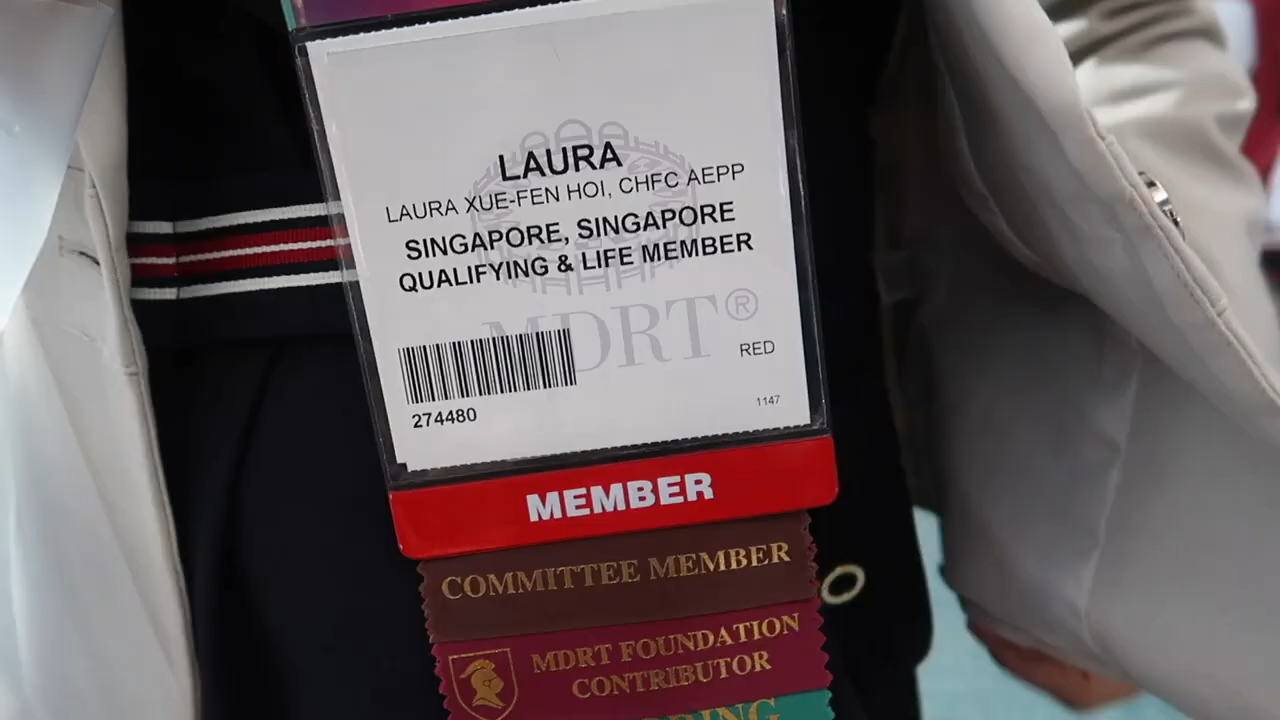 LAURA
LAURA XUE-FEN HOI, CHFC AEPP
SINGAPORE, SINGAPORE
QUALIFYING & LIFE MEMBER
MDRT®
RED
274480
1147
MEMBER
COMMITTEE MEMBER
MDRT FOUNDATION
CONTRIBUTOR